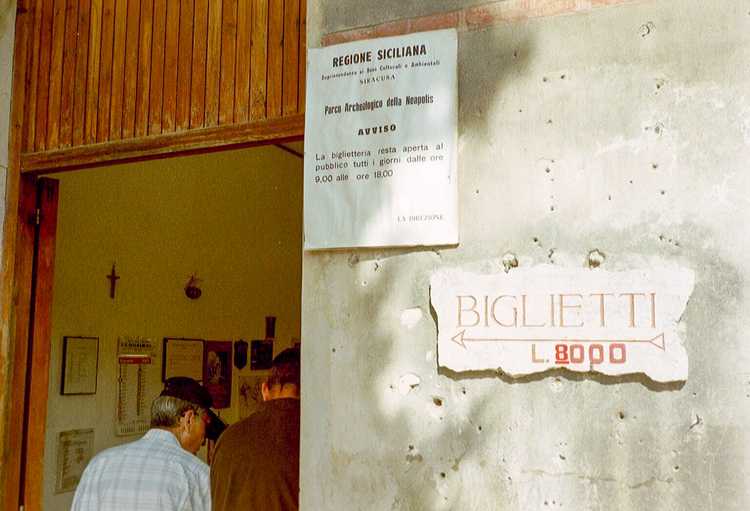 REGIONE SICILIANA
Soprintendenza ai Beni Culturali e Ambientali
SIRACUSA
Parco Archeologico della Neapolis
AVVISO
La biglietteria resta aperta al
pubblico tutti i giorni dalle ore
9,00 alle ore 18,00
LA DIREZIONE
BIGLIETTI
L. 8000